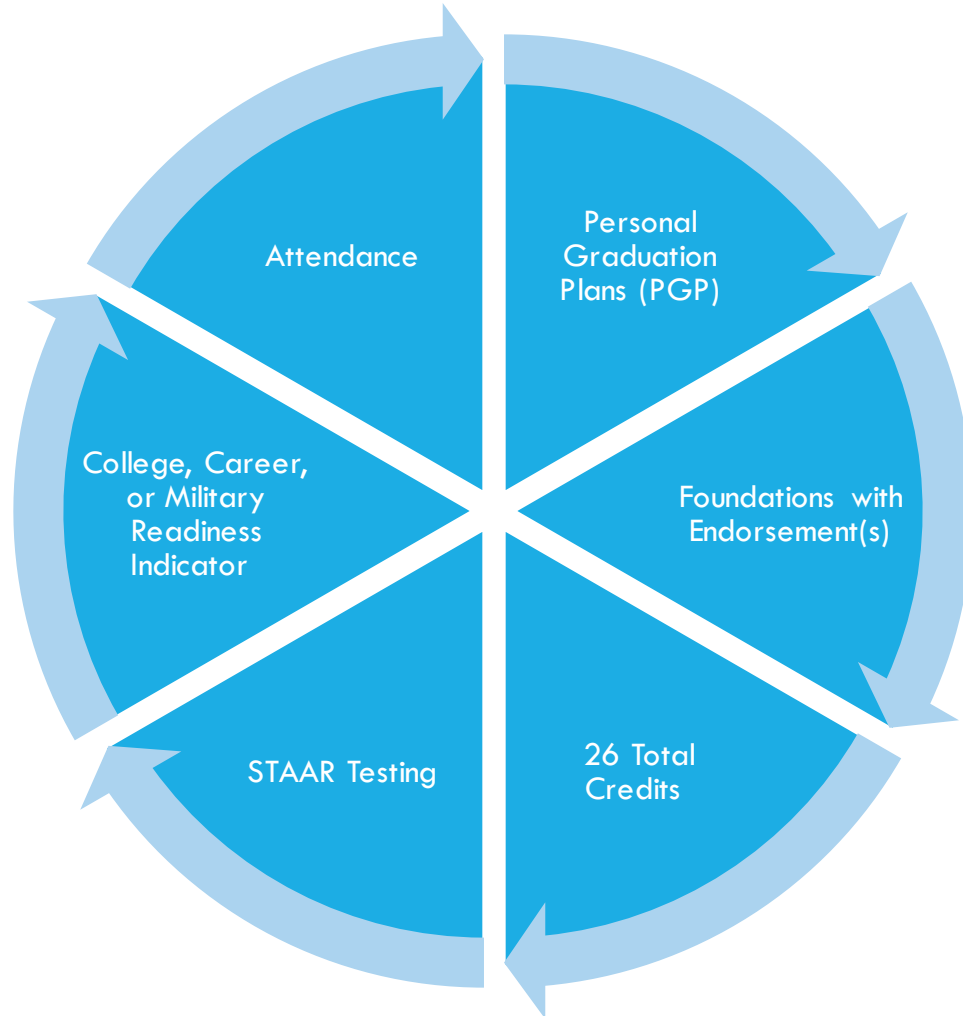 Attendance
Personal
Graduation
Plans (PGP)
Foundations with
Endorsement(s)
26 Total
Credits
STAAR Testing
College, Career,
or Military
Readiness
Indicator